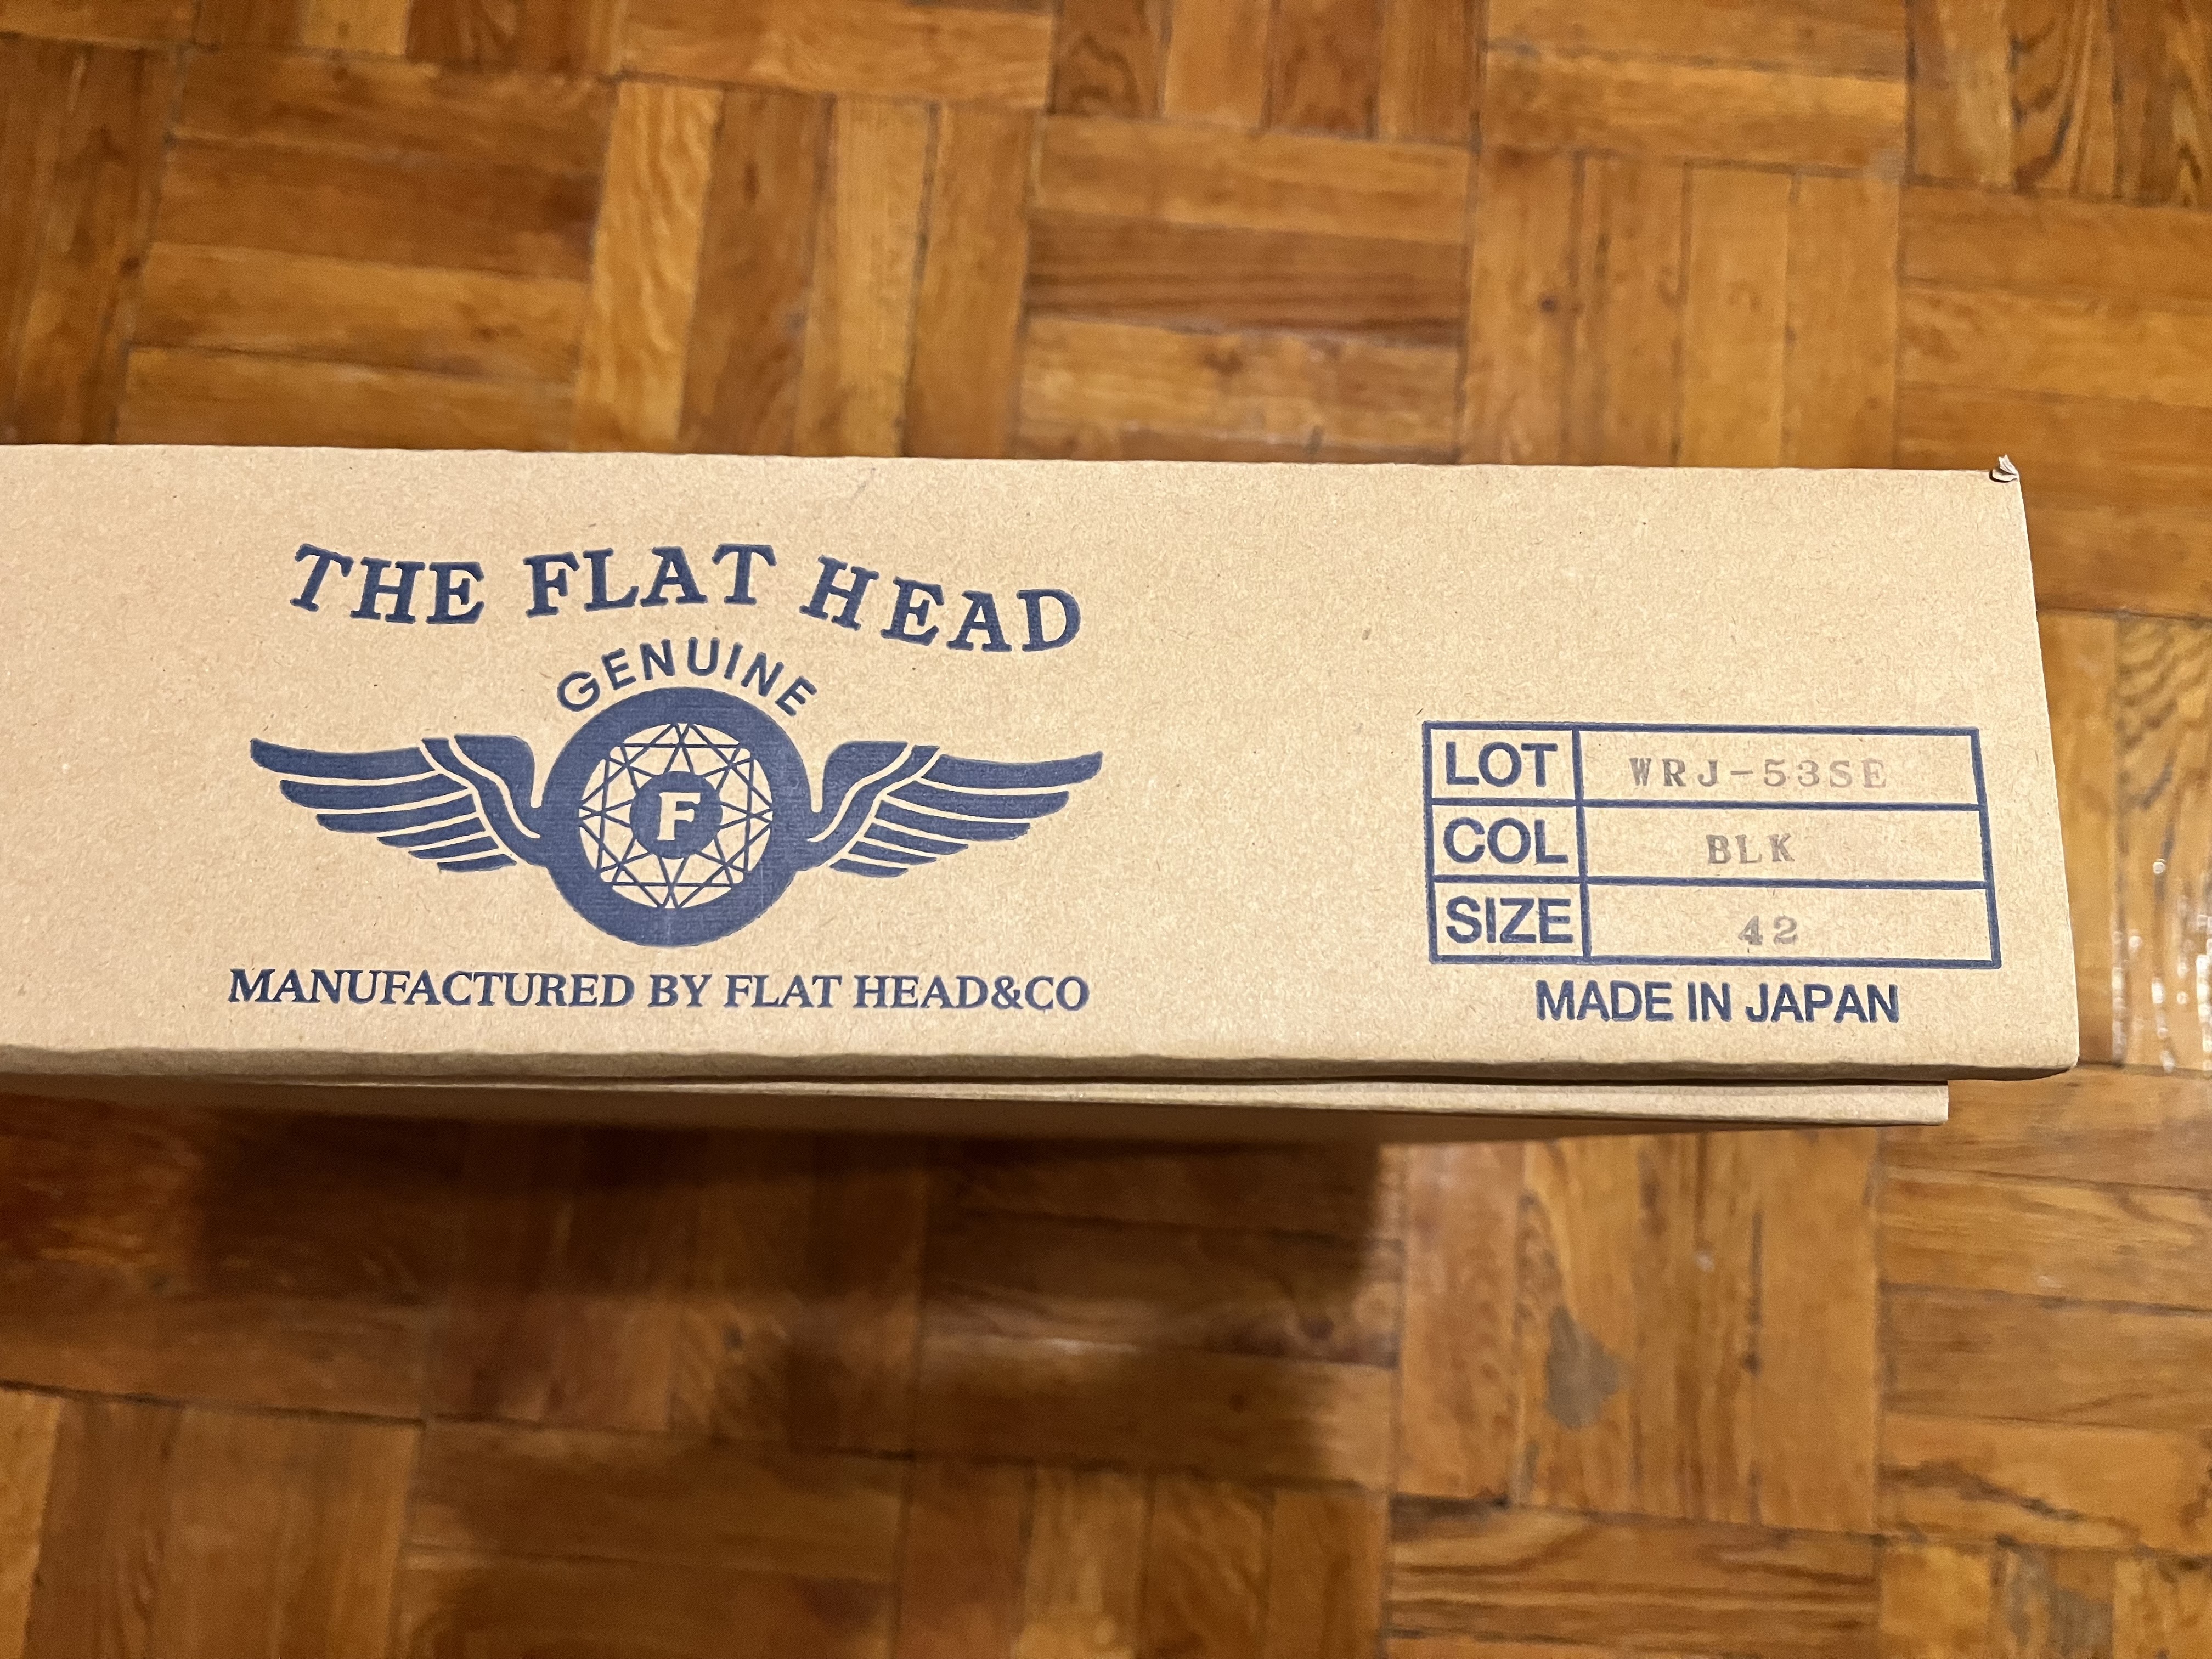 THE FLAT HEAD
GENUINE
F
MANUFACTURED BY FLAT HEAD&CO
LOT WRJ-53SE
COL BLK
SIZE 42
MADE IN JAPAN